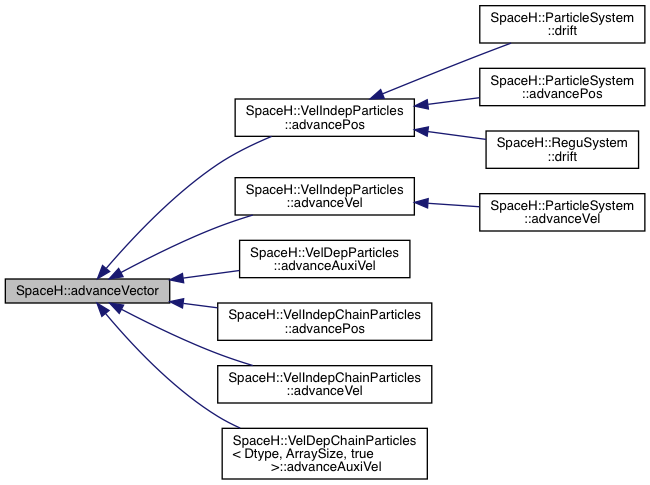 SpaceH::ParticleSystem
::drift
SpaceH::ParticleSystem
::advancePos
SpaceH::VelIndepParticles
::advancePos
SpaceH::ReguSystem
::drift
SpaceH::VelIndepParticles
::advanceVel
SpaceH::ParticleSystem
::advanceVel
SpaceH::VelDepParticles
::advanceAuxiVel
SpaceH::advanceVector
SpaceH::VelIndepChainParticles
::advancePos
SpaceH::VelIndepChainParticles
::advanceVel
SpaceH::VelDepChainParticles
< Dtype, ArraySize, true
>::advanceAuxiVel